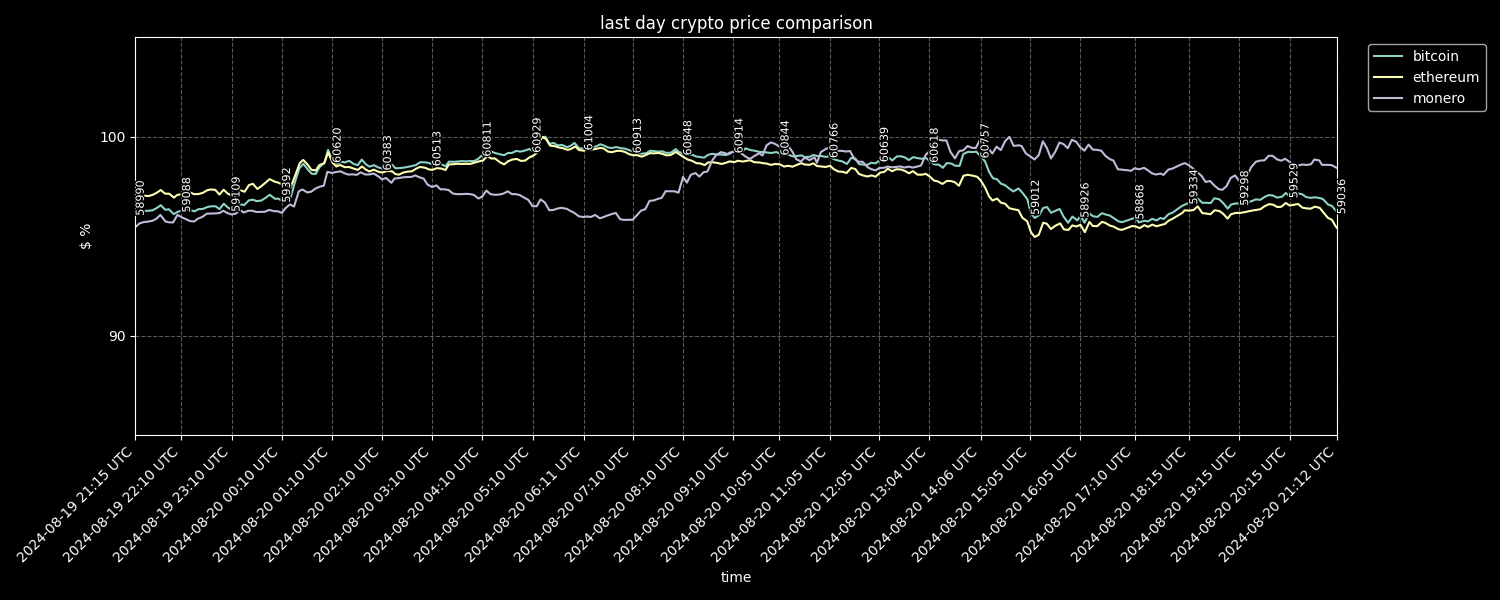 last day crypto price comparison
bitcoin
ethereum
monero
100
90
$ %
58990
59088
59109
59392
60620
60383
60513
60811
60929
61004
60913
60848
60914
60844
60766
60639
60618
60757
59012
58926
58868
59334
59298
59529
59036
2024-08-19 21:15 UTC
2024-08-19 22:10 UTC
2024-08-19 23:10 UTC
2024-08-20 00:10 UTC
2024-08-20 01:10 UTC
2024-08-20 02:10 UTC
2024-08-20 03:10 UTC
2024-08-20 04:10 UTC
2024-08-20 05:10 UTC
2024-08-20 06:11 UTC
2024-08-20 07:10 UTC
2024-08-20 08:10 UTC
2024-08-20 09:10 UTC
2024-08-20 10:05 UTC
2024-08-20 11:05 UTC
2024-08-20 12:05 UTC
2024-08-20 13:04 UTC
2024-08-20 14:06 UTC
2024-08-20 15:05 UTC
2024-08-20 16:05 UTC
2024-08-20 17:10 UTC
2024-08-20 18:15 UTC
2024-08-20 19:15 UTC
2024-08-20 20:15 UTC
2024-08-20 21:12 UTC
time